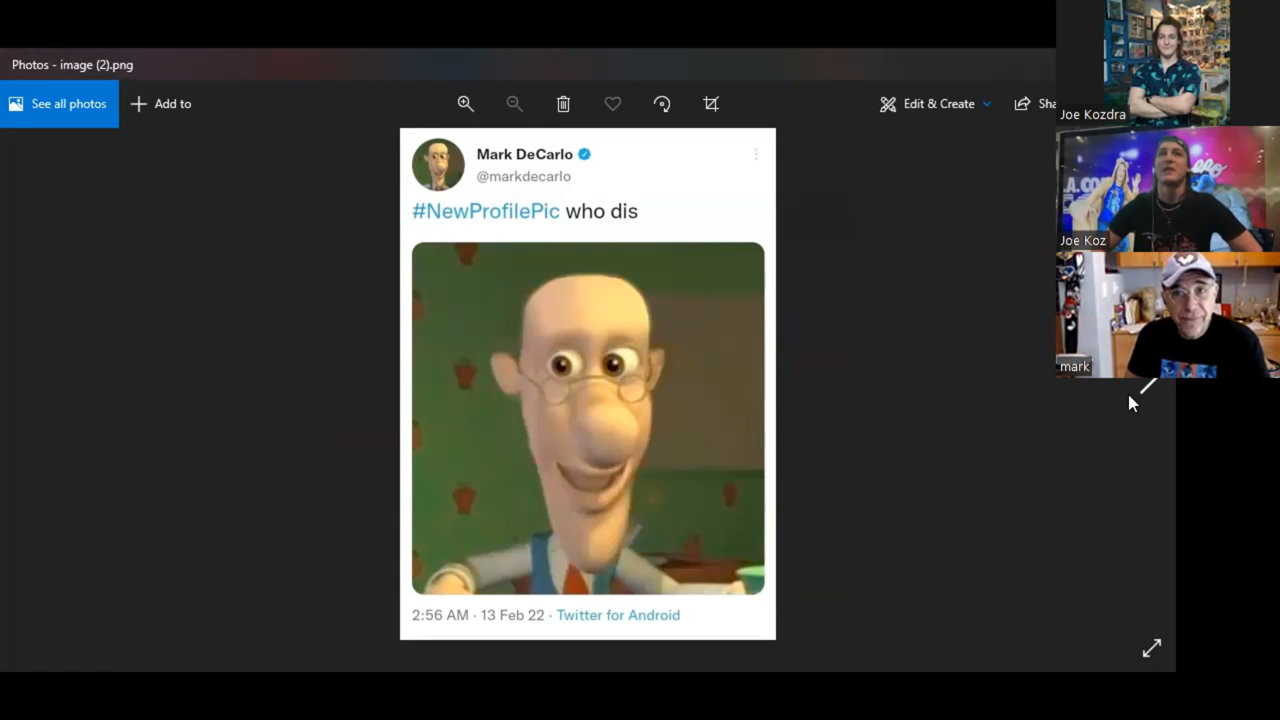 Photos - image (2).png
See all photos
Add to
Edit & Create
Sha
Mark DeCarlo
@markdecarlo
#NewProfilePic who dis
2:56 AM · 13 Feb 22 · Twitter for Android
Joe Kozdra
Joe Koz
mark